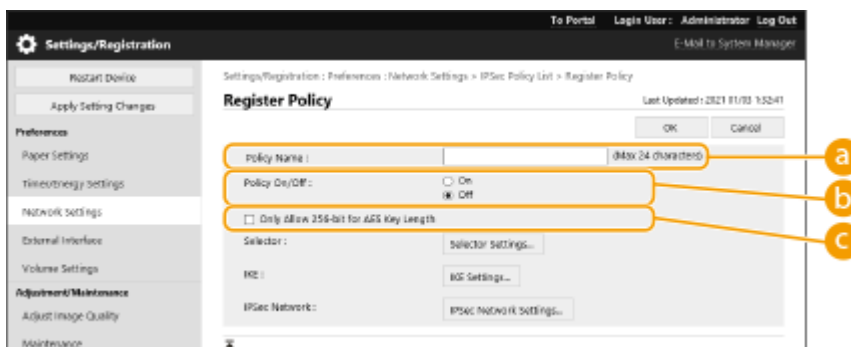 To Portal Login User: Administrator Log Out
Settings/Registration
E-Mail to System Manager
Restart Device
Settings/Registration : Preferences : Network Settings > IPSec Policy List > Register Policy
Apply Setting Changes
Register Policy
Last Updated : 2021 01/03 1:32:41
OK
Cancel
Preferences
Paper Settings
Policy Name :
(Max 24 characters)
a
Timer/Energy Settings
Policy On/Off :
On
Off
b
Network Settings
Only Allow 256-bit for AES Key Length
c
External Interface
Selector :
Selector Settings...
Volume Settings
IKE :
IKE Settings...
Adjustment/Maintenance
IPSec Network :
IPSec Network Settings...
Adjust Image Quality
Maintenance